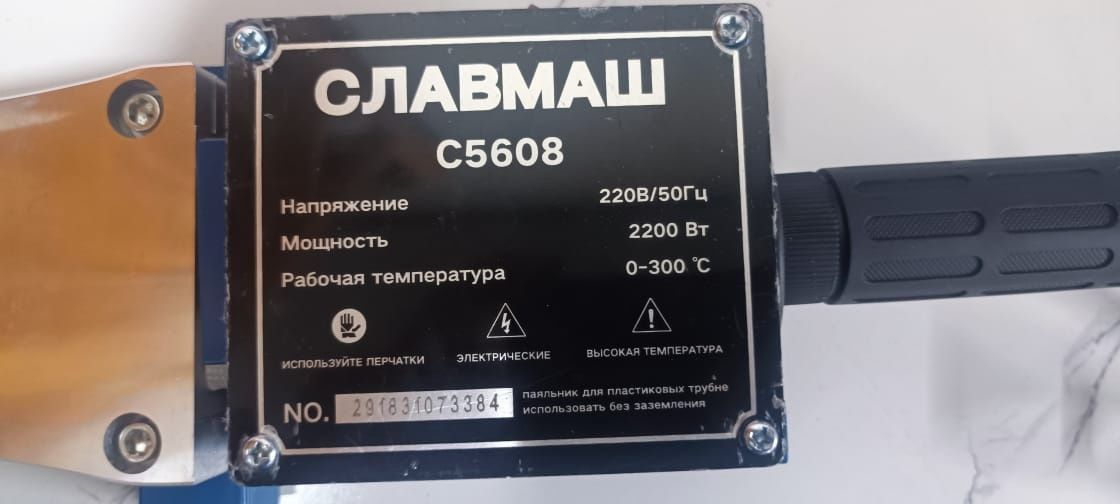 СЛАВМАШ
С5608
Напряжение 220В/50Гц
Мощность 2200 Вт
Рабочая температура 0-300 °C
ИСПОЛЬЗУЙТЕ ПЕРЧАТКИ ЭЛЕКТРИЧЕСКИЕ ВЫСОКАЯ ТЕМПЕРАТУРА
NO. 291831073384
паяльник для пластиковых трубне
использовать без заземления